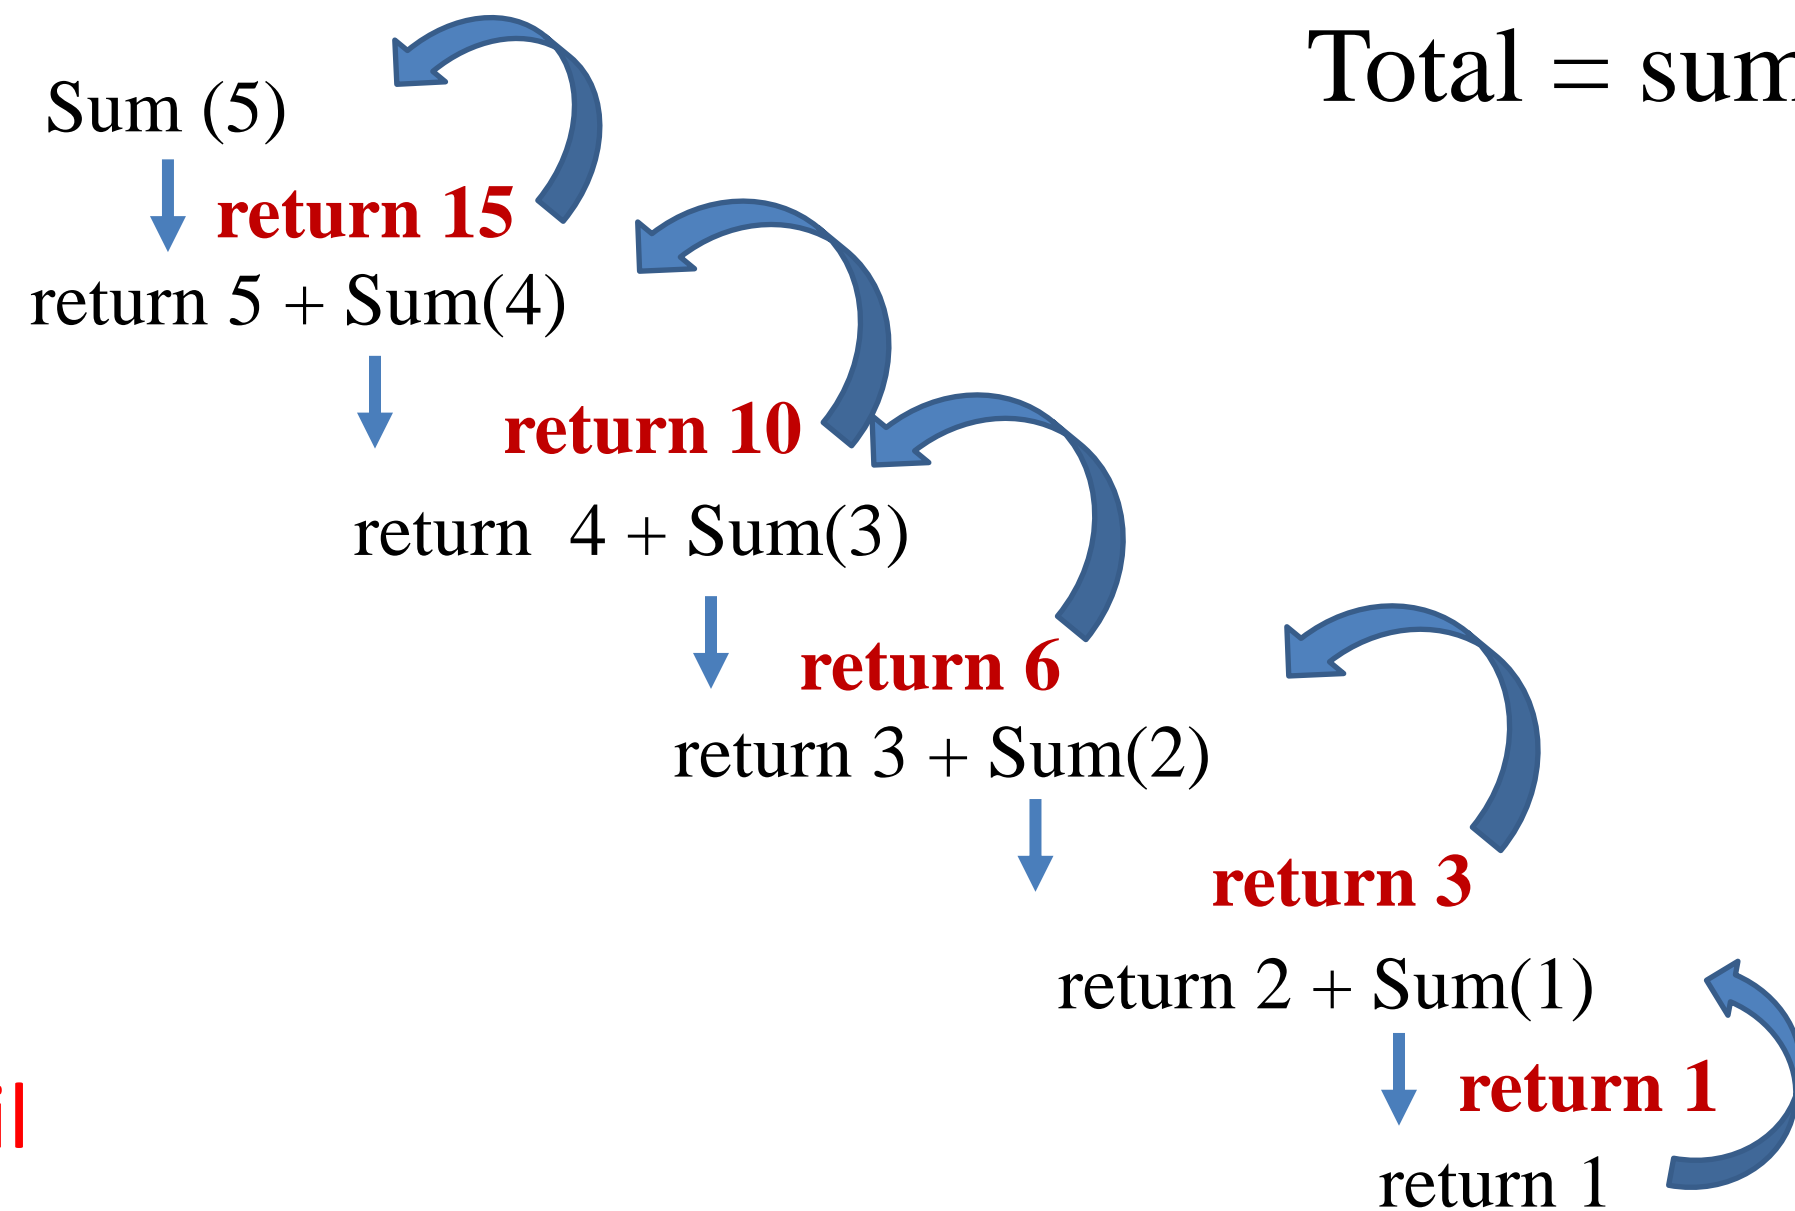 Sum (5)
Total = sum
return 15
return 5 + Sum(4)
return 10
return 4 + Sum(3)
return 6
return 3 + Sum(2)
return 3
return 2 + Sum(1)
return 1
il
return 1